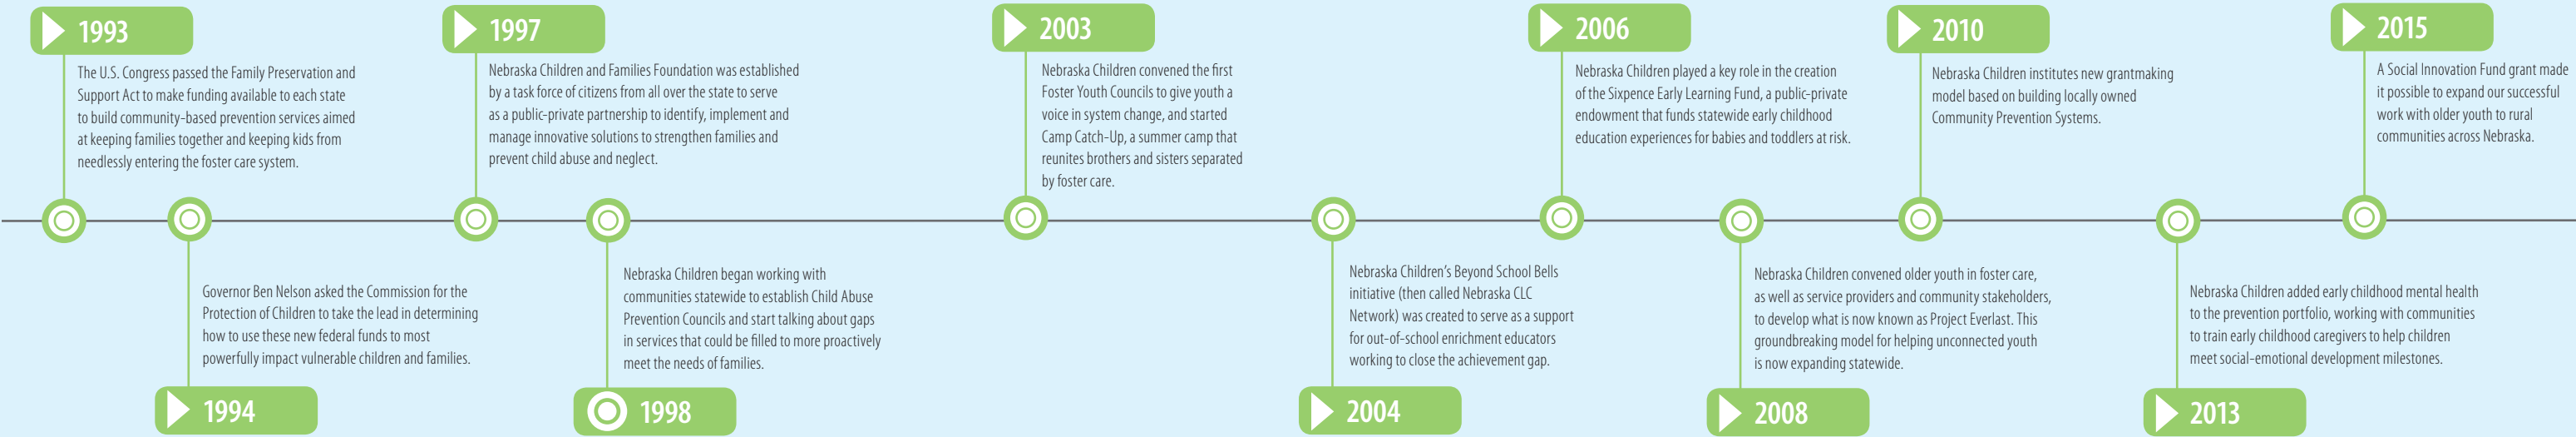 1993
The U.S. Congress passed the Family Preservation and
Support Act to make funding available to each state
to build community-based prevention services aimed
at keeping families together and keeping kids from
needlessly entering the foster care system.
Governor Ben Nelson asked the Commission for the
Protection of Children to take the lead in determining
how to use these new federal funds to most
powerfully impact vulnerable children and families.
1994
1997
Nebraska Children and Families Foundation was established
by a task force of citizens from all over the state to serve
as a public-private partnership to identify, implement and
manage innovative solutions to strengthen families and
prevent child abuse and neglect.
Nebraska Children began working with
communities statewide to establish Child Abuse
Prevention Councils and start talking about gaps
in services that could be filled to more proactively
meet the needs of families.
1998
2003
Nebraska Children convened the first
Foster Youth Councils to give youth a
voice in system change, and started
Camp Catch-Up, a summer camp that
reunites brothers and sisters separated
by foster care.
Nebraska Children's Beyond School Bells
initiative (then called Nebraska CLC
Network) was created to serve as a support
for out-of-school enrichment educators
working to close the achievement gap.
2004
2006
Nebraska Children played a key role in the creation
of the Sixpence Early Learning Fund, a public-private
endowment that funds statewide early childhood
education experiences for babies and toddlers at risk.
Nebraska Children convened older youth in foster care,
as well as service providers and community stakeholders,
to develop what is now known as Project Everlast. This
groundbreaking model for helping unconnected youth
is now expanding statewide.
2008
2010
Nebraska Children institutes new grantmaking
model based on building locally owned
Community Prevention Systems.
Nebraska Children added early childhood mental health
to the prevention portfolio, working with communities
to train early childhood caregivers to help children
meet social-emotional development milestones.
2013
2015
A Social Innovation Fund grant made
it possible to expand our successful
work with older youth to rural
communities across Nebraska.